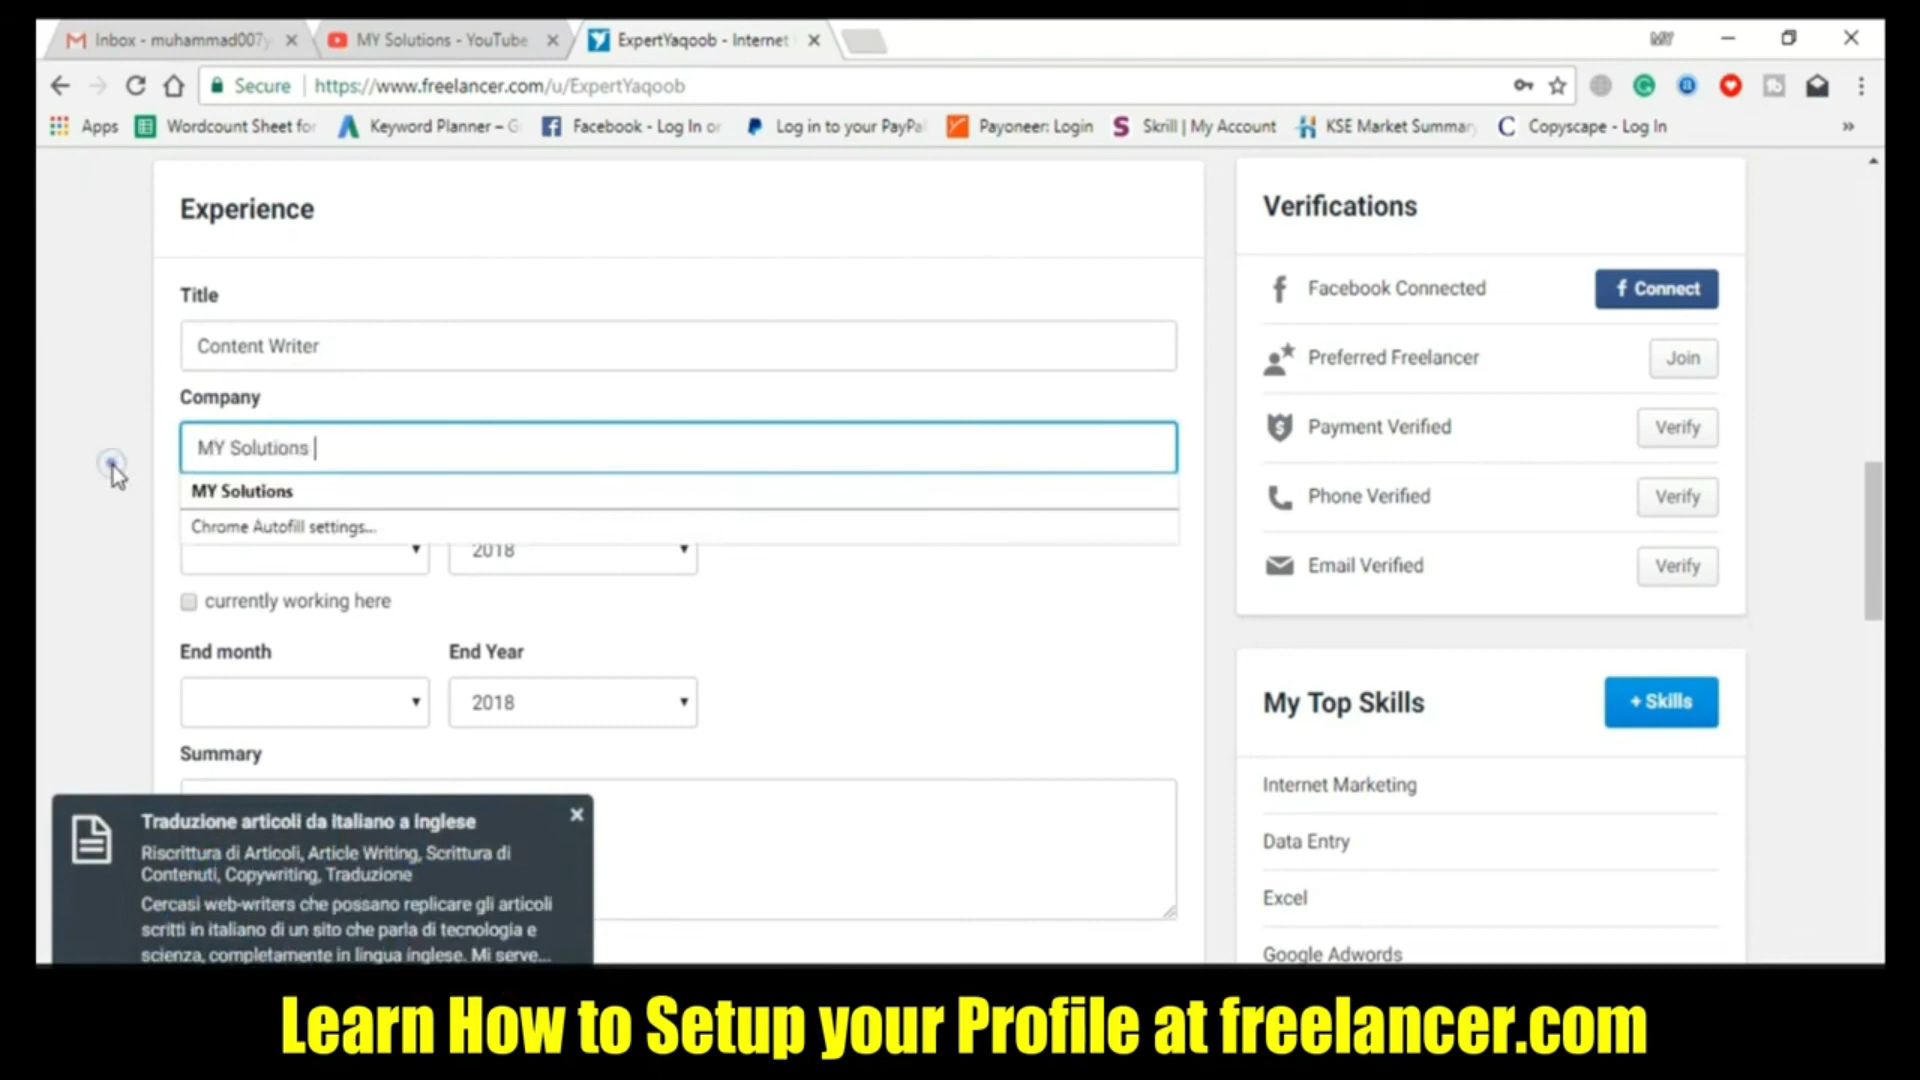 Inbox - muhammad007y
MY Solutions - YouTube
ExpertYaqoob - Internet
MY
Secure
https://www.freelancer.com/u/ExpertYaqoob
Apps
Wordcount Sheet for
Keyword Planner – G
Facebook - Log In or
Log in to your PayPal
Payoneer: Login
Skrill | My Account
KSE Market Summary
Copyscape - Log In
»
Experience
Title
Content Writer
Company
MY Solutions
MY Solutions
Chrome Autofill settings...
2018
currently working here
End month
End Year
2018
Summary
Traduzione articoli da italiano a inglese
Riscrittura di Articoli, Article Writing, Scrittura di
Contenuti, Copywriting, Traduzione
Cercasi web-writers che possano replicare gli articoli
scritti in italiano di un sito che parla di tecnologia e
scienza, completamente in lingua inglese. Mi serve...
Verifications
Facebook Connected
f Connect
Preferred Freelancer
Join
Payment Verified
Verify
Phone Verified
Verify
Email Verified
Verify
My Top Skills
+ Skills
Internet Marketing
Data Entry
Excel
Google Adwords
Learn How to Setup your Profile at freelancer.com